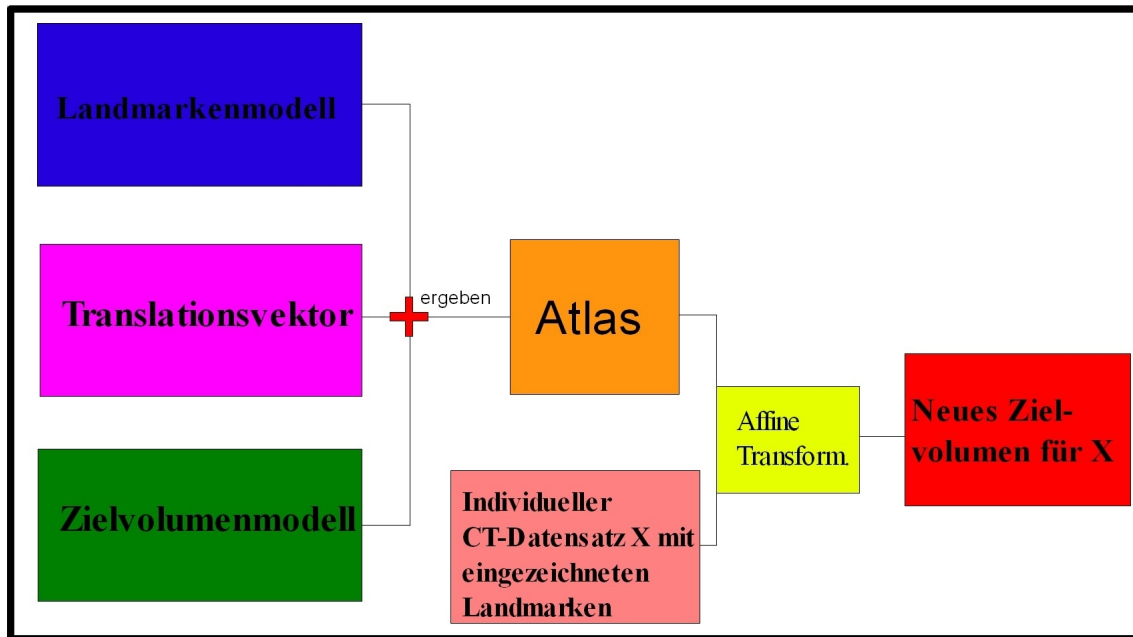 Landmarkenmodell
Translationsvektor
ergeben
Zielvolumenmodell
Atlas
Affine
Transform.
Individueller
CT-Datensatz X mit
eingezeichneten
Landmarken
Neues Ziel-
volumen für X